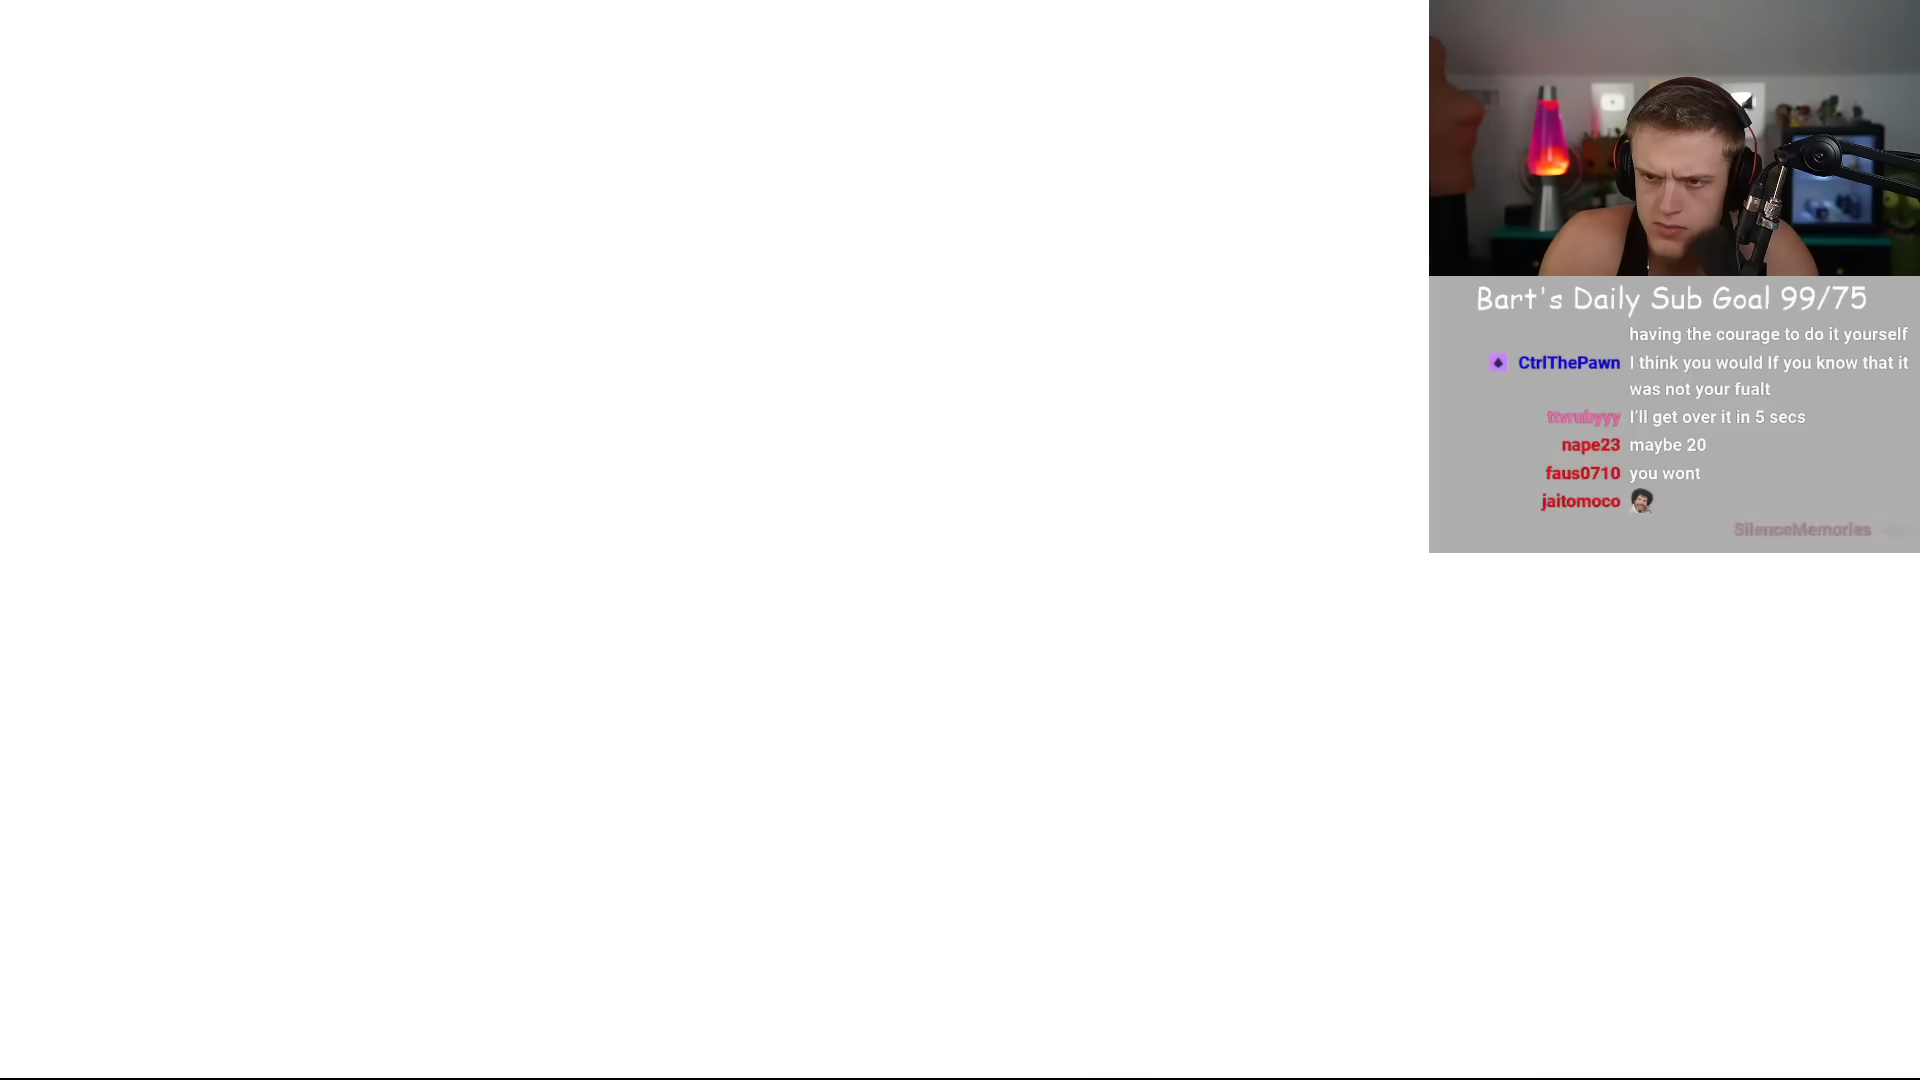 Bart's Daily Sub Goal 99/75
having the courage to do it yourself
CtrlThePawn I think you would If you know that it
was not your fualt
ttvrubyyy I'll get over it in 5 secs
nape23 maybe 20
faus0710 you wont
jaitomoco
SilenceMemories